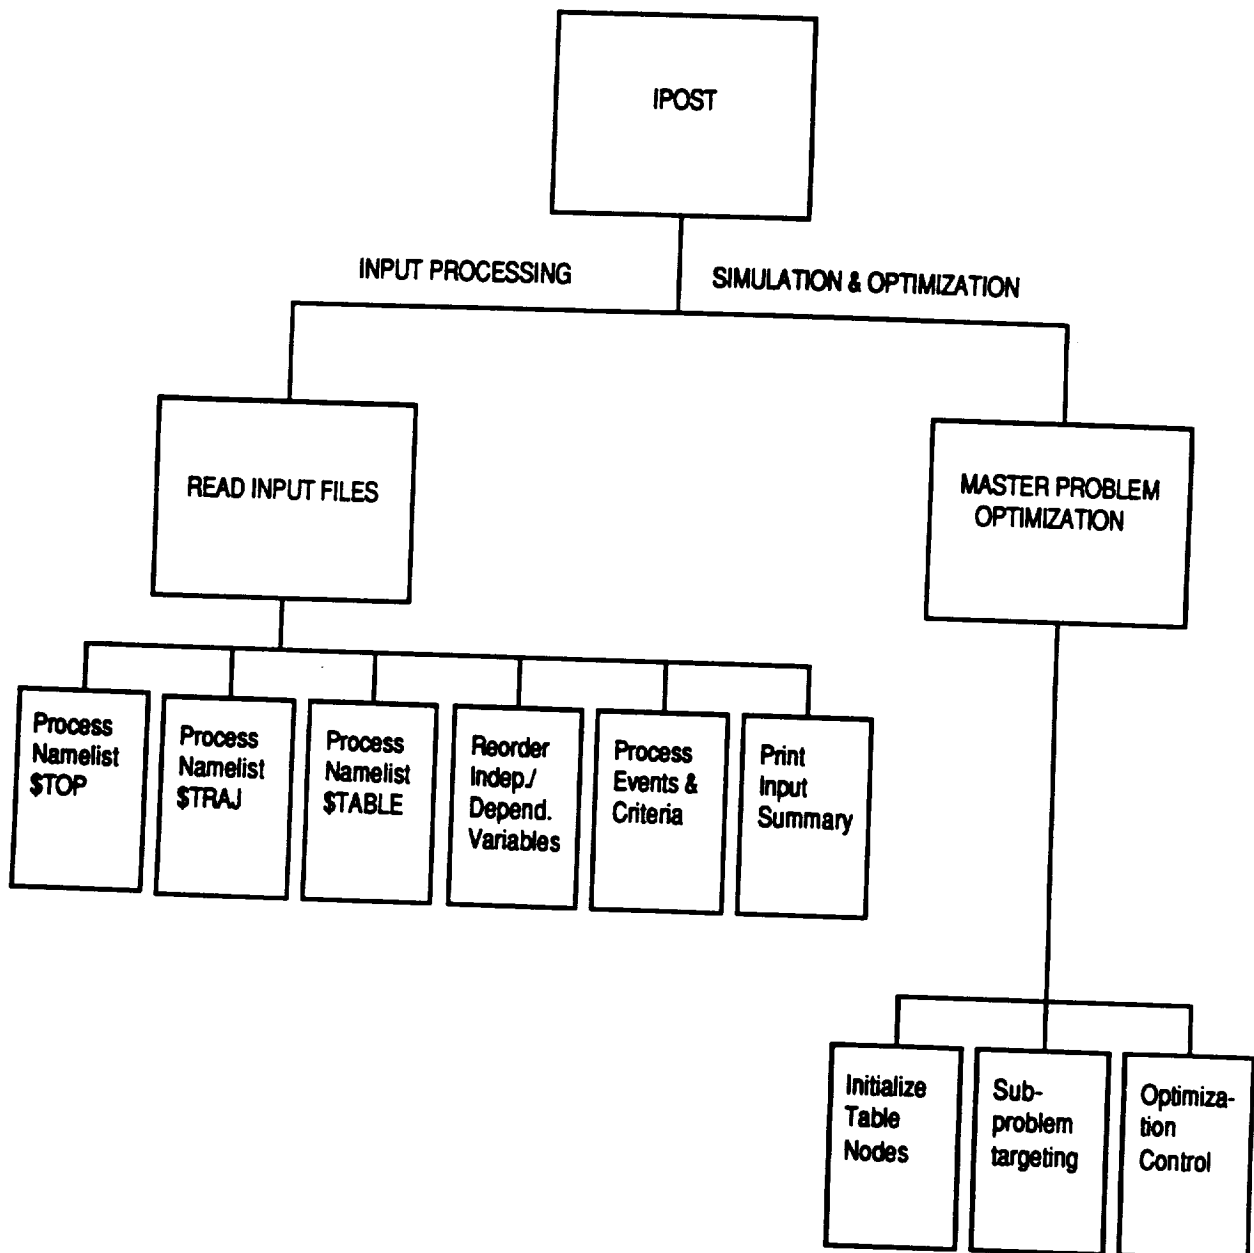 IPOST
INPUT PROCESSING
SIMULATION & OPTIMIZATION
READ INPUT FILES
MASTER PROBLEM
OPTIMIZATION
Process
Namelist
$TOP
Process
Namelist
$TRAJ
Process
Namelist
$TABLE
Reorder
Indep./
Depend.
Variables
Process
Events &
Criteria
Print
Input
Summary
Initialize
Table
Nodes
Sub-
problem
targeting
Optimiza-
tion
Control